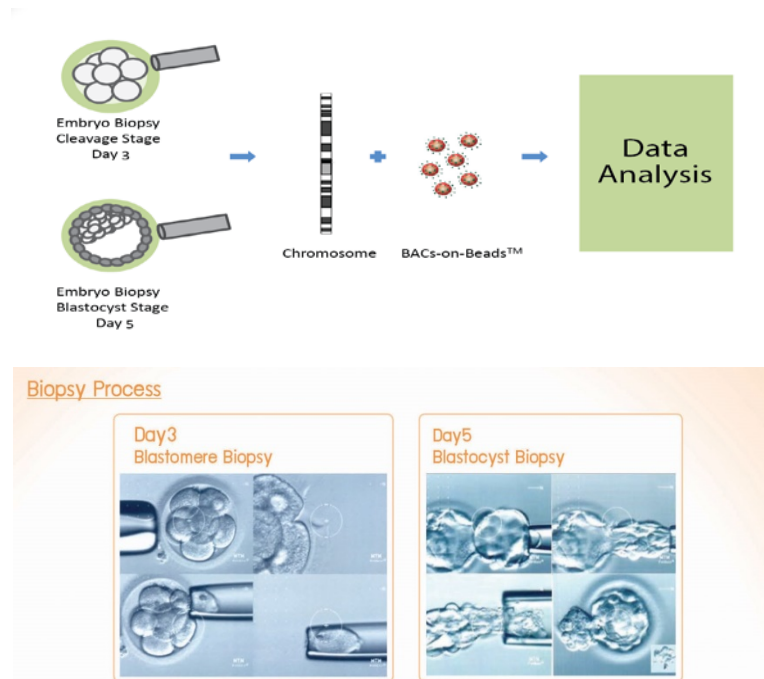 Embryo Biopsy
Cleavage Stage
Day 3
Embryo Biopsy
Blastocyst Stage
Day 5
Chromosome
BACs-on-Beads™
Data
Analysis
Biopsy Process
Day3
Blastomere Biopsy
Day5
Blastocyst Biopsy